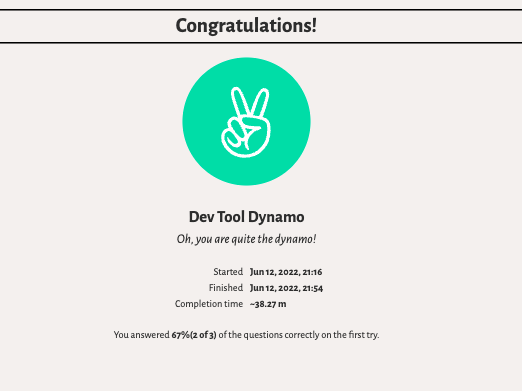 Congratulations!
Dev Tool Dynamo
Oh, you are quite the dynamo!
Started Jun 12, 2022, 21:16
Finished Jun 12, 2022, 21:54
Completion time ~38.27 m
You answered 67%(2 of 3) of the questions correctly on the first try.